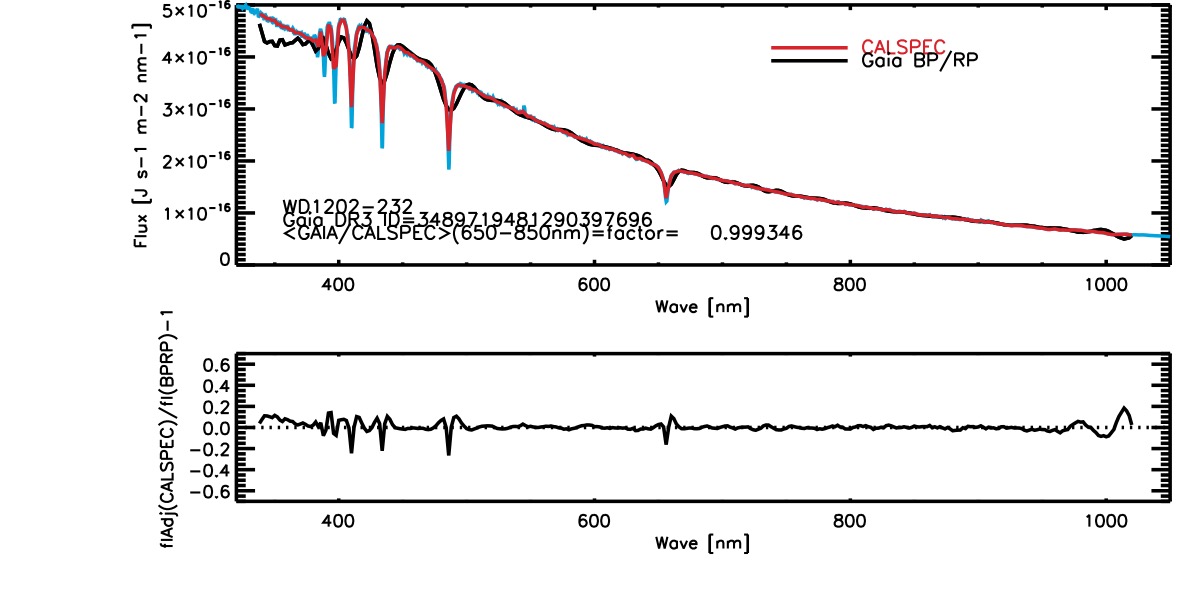 5×10−16
4×10−16
3×10−16
2×10−16
1×10−16
0
Flux [J s−1 m−2 nm−1]
CALSPEC
Gaia BP/RP
WD1202−232
Gaia DR3 ID=3489719481290397696
<GAIA/CALSPEC>(650−850nm)=factor= 0.999346
400 600 800 1000
Wave [nm]
flAdj(CALSPEC)/fl(BPRP)−1
0.6
0.4
0.2
0.0
−0.2
−0.4
−0.6
400 600 800 1000
Wave [nm]